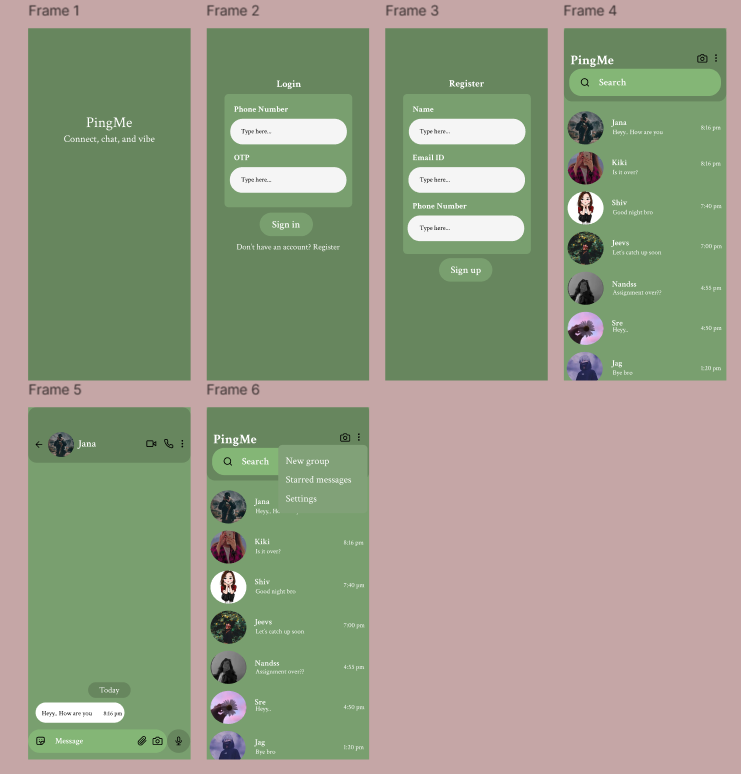 Frame 1
PingMe
Connect, chat, and vibe
Frame 2
Login
Phone Number
Type here...
OTP
Type here...
Sign in
Don't have an account? Register
Frame 3
Register
Name
Type here...
Email ID
Type here...
Phone Number
Type here...
Sign up
Frame 4
PingMe
Search
Jana
Heyy.. How are you
8:16 pm
Kiki
Is it over?
8:16 pm
Shiv
Good night bro
7:40 pm
Jeevs
Let's catch up soon
7:00 pm
Nandss
Assignment over??
4:55 pm
Sre
Heyy..
4:50 pm
Jag
Bye bro
1:20 pm
Frame 5
Jana
Today
Heyy.. How are you 8:16 pm
Message
Frame 6
PingMe
Search
New group
Starred messages
Settings
Jana
Heyy..
Kiki
Is it over?
8:16 pm
Shiv
Good night bro
7:40 pm
Jeevs
Let's catch up soon
7:00 pm
Nandss
Assignment over??
4:55 pm
Sre
Heyy..
4:50 pm
Jag
Bye bro
1:20 pm